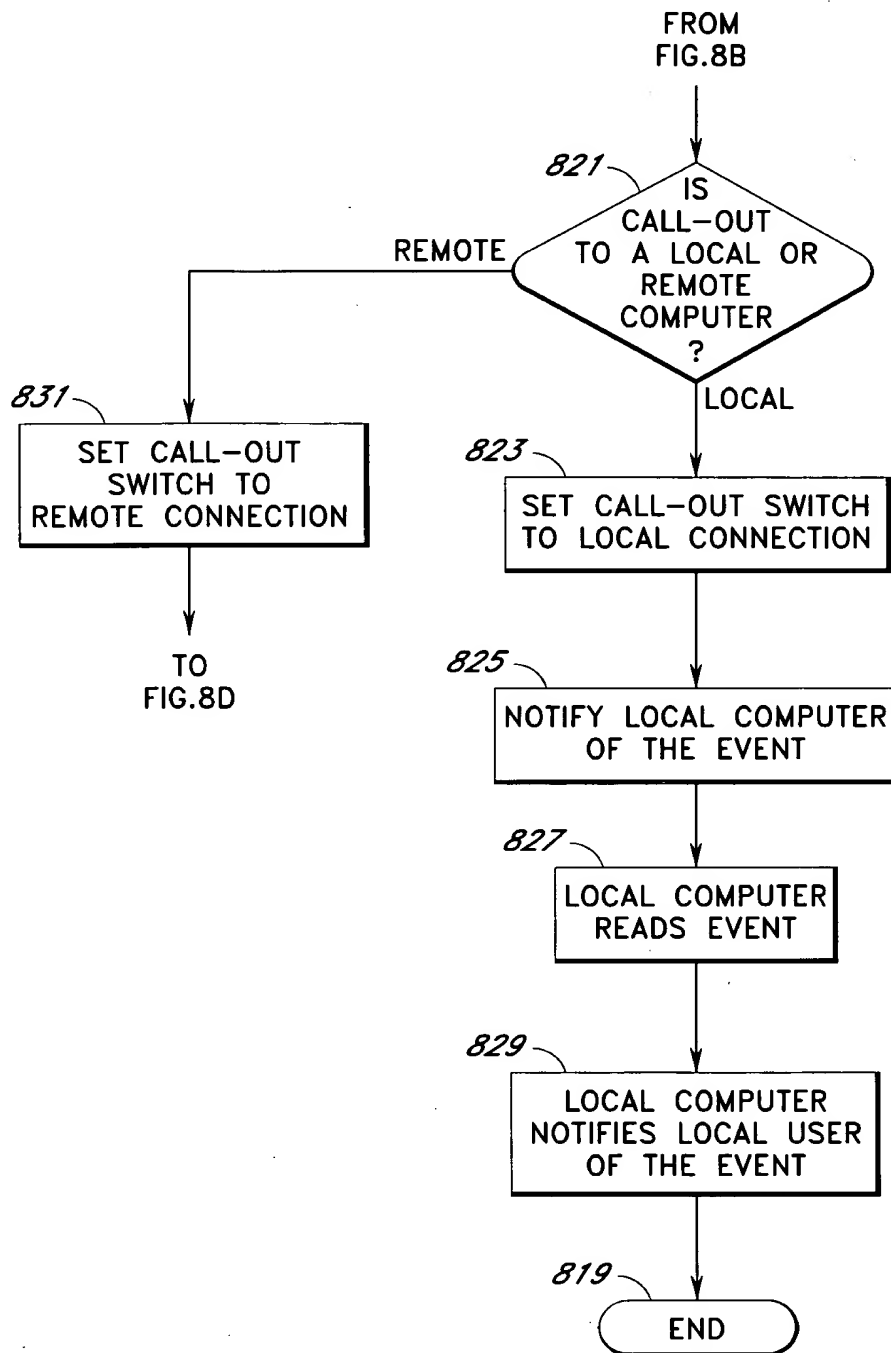 FROM
FIG.8B
821
IS
CALL-OUT
TO A LOCAL OR
REMOTE
COMPUTER
?
REMOTE
LOCAL
831
SET CALL-OUT
SWITCH TO
REMOTE CONNECTION
TO
FIG.8D
823
SET CALL-OUT SWITCH
TO LOCAL CONNECTION
825
NOTIFY LOCAL COMPUTER
OF THE EVENT
827
LOCAL COMPUTER
READS EVENT
829
LOCAL COMPUTER
NOTIFIES LOCAL USER
OF THE EVENT
819
END